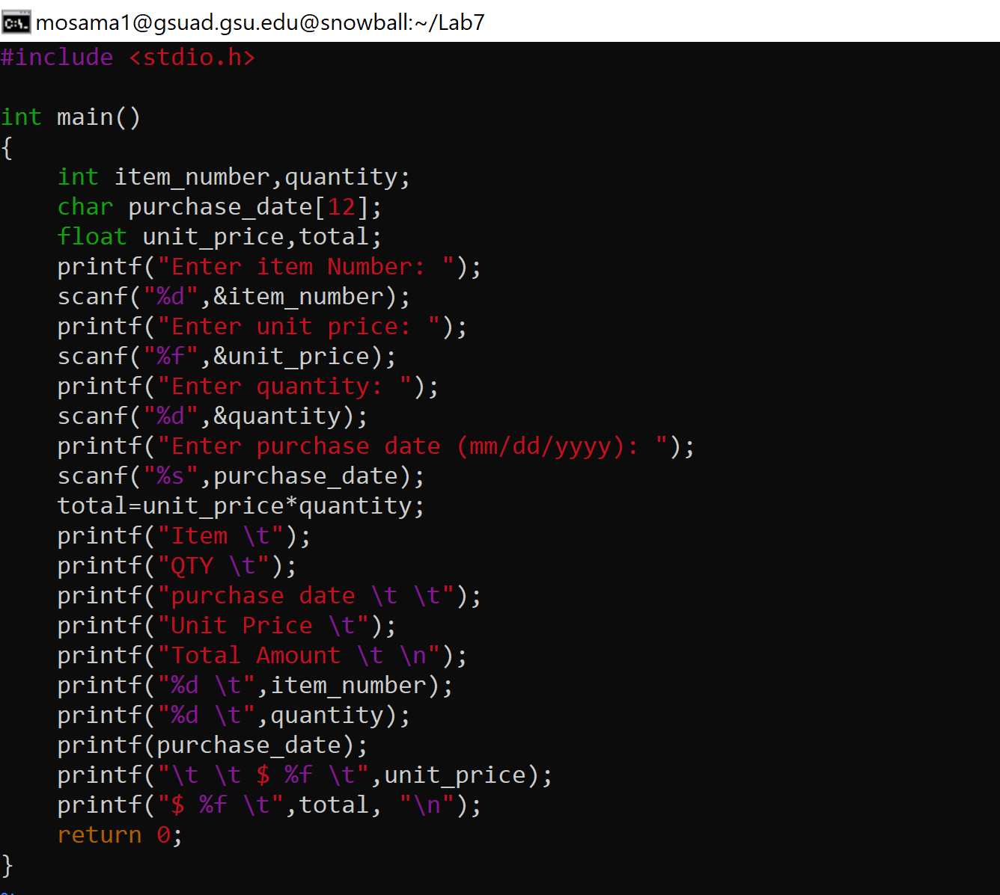 mosama1@gsuad.gsu.edu@snowball:~/Lab7
#include <stdio.h>

int main()
{
    int item_number,quantity;
    char purchase_date[12];
    float unit_price,total;
    printf("Enter item Number: ");
    scanf("%d",&item_number);
    printf("Enter unit price: ");
    scanf("%f",&unit_price);
    printf("Enter quantity: ");
    scanf("%d",&quantity);
    printf("Enter purchase date (mm/dd/yyyy): ");
    scanf("%s",purchase_date);
    total=unit_price*quantity;
    printf("Item \t");
    printf("QTY \t");
    printf("purchase date \t \t");
    printf("Unit Price \t");
    printf("Total Amount \t \n");
    printf("%d \t",item_number);
    printf("%d \t",quantity);
    printf(purchase_date);
    printf("\t \t $ %f \t",unit_price);
    printf("$ %f \t",total, "\n");
    return 0;
}